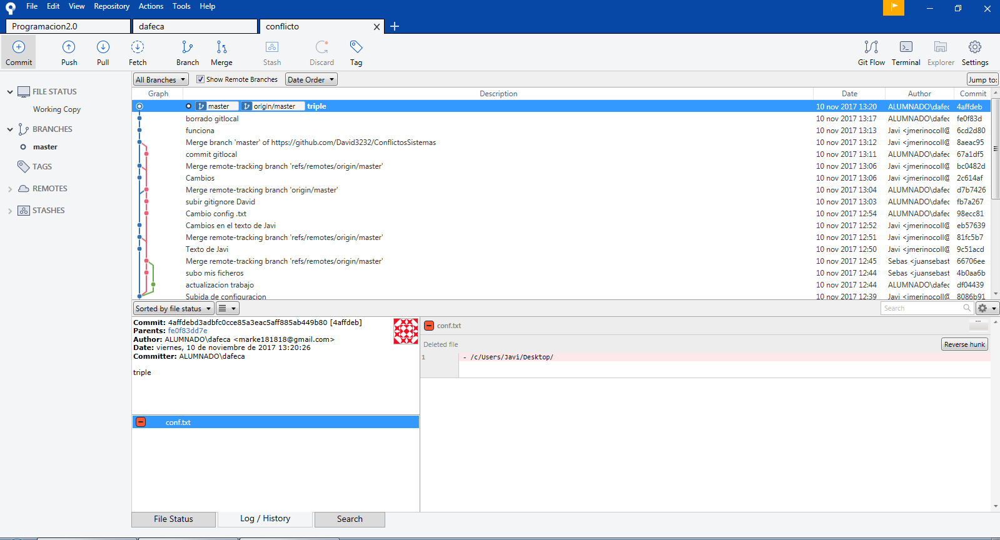 File Edit View Repository Actions Tools Help
Programacion2.0 dafeca conflicto
Commit Push Pull Fetch Branch Merge Stash Discard Tag Git Flow Terminal Explorer Settings
All Branches Show Remote Branches Date Order Jump to:
FILE STATUS
Working Copy
BRANCHES
master
TAGS
REMOTES
STASHES
Graph Description Date Author Commit
master origin/master triple 10 nov 2017 13:20 ALUMNADO\dafec 4affdeb
borrado gitlocal 10 nov 2017 13:17 ALUMNADO\dafec fe0f83d
funciona 10 nov 2017 13:13 Javi <jmerinocoll@ 6cd2d80
Merge branch 'master' of https://github.com/David3232/ConflictosSistemas 10 nov 2017 13:12 Javi <jmerinocoll@ 8aeac95
commit gitlocal 10 nov 2017 13:11 ALUMNADO\dafec 67a1df5
Merge remote-tracking branch 'refs/remotes/origin/master' 10 nov 2017 13:06 Javi <jmerinocoll@ bc0482d
Cambios 10 nov 2017 13:06 Javi <jmerinocoll@ 2c614af
Merge remote-tracking branch 'origin/master' 10 nov 2017 13:04 ALUMNADO\dafec d7b7426
subir gitignore David 10 nov 2017 13:03 ALUMNADO\dafec fb7a267
Cambio config .txt 10 nov 2017 12:54 ALUMNADO\dafec 98ecc81
Cambios en el texto de Javi 10 nov 2017 12:52 Javi <jmerinocoll@ eb57639
Merge remote-tracking branch 'refs/remotes/origin/master' 10 nov 2017 12:51 Javi <jmerinocoll@ 81fc5b7
Texto de Javi 10 nov 2017 12:50 Javi <jmerinocoll@ 9c51acd
Merge remote-tracking branch 'refs/remotes/origin/master' 10 nov 2017 12:45 Sebas <juansebast 66706ee
subo mis ficheros 10 nov 2017 12:44 Sebas <juansebast 4b0aa6b
actualizacion trabajo 10 nov 2017 12:44 ALUMNADO\dafec df04439
Subida de configuracion 10 nov 2017 12:39 Javi <jmerinocoll@ 8086b91
Sorted by file status Search
Commit: 4affdebd3adbfc0cce85a3eac5aff885ab449b80 [4affdeb]
Parents: fe0f83dd7e
Author: ALUMNADO\dafeca <marke181818@gmail.com>
Date: viernes, 10 de noviembre de 2017 13:20:26
Committer: ALUMNADO\dafeca
triple
conf.txt
conf.txt
Deleted file Reverse hunk
1 - /c/Users/Javi/Desktop/
File Status Log / History Search